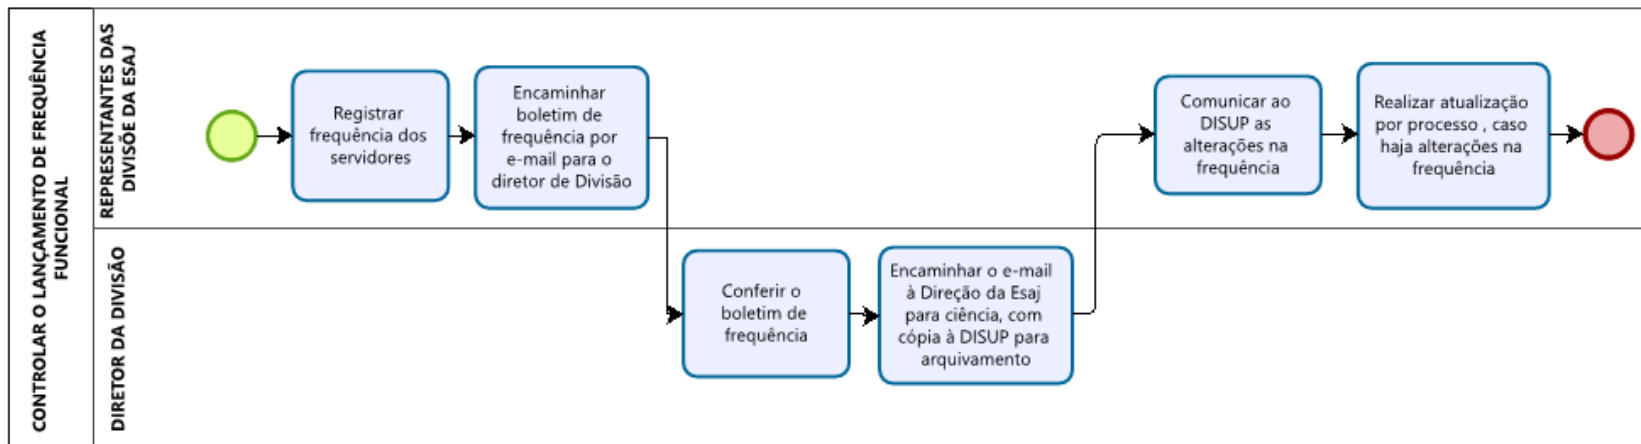 CONTROLAR O LANÇAMENTO DE FREQUÊNCIA
FUNCIONAL
REPRESENTANTES DAS
DIVISÕE DA ESAJ
Registrar
frequência dos
servidores
Encaminhar
boletim de
frequência por
e-mail para o
diretor de Divisão
Comunicar ao
DISUP as
alterações na
frequência
Realizar atualização
por processo , caso
haja alterações na
frequência
DIRETOR DA DIVISÃO
Conferir o
boletim de
frequência
Encaminhar o e-mail
à Direção da Esaj
para ciência, com
cópia à DISUP para
arquivamento